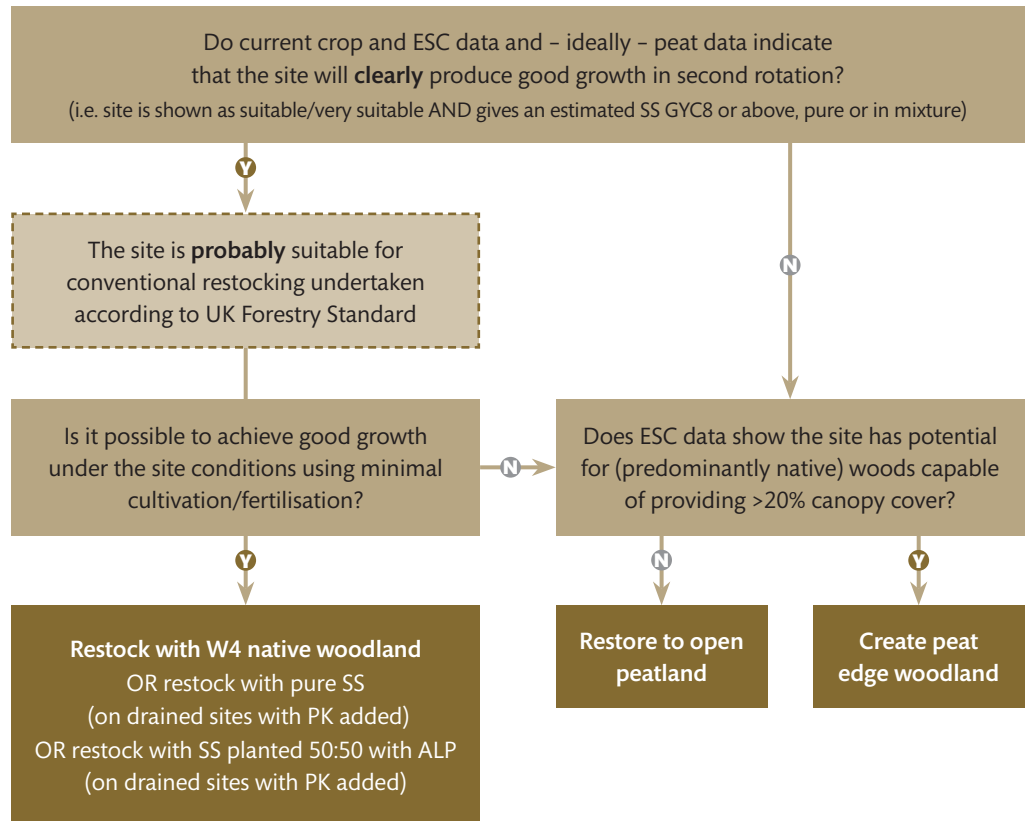 Do current crop and ESC data and – ideally – peat data indicate
that the site will clearly produce good growth in second rotation?
(i.e. site is shown as suitable/very suitable AND gives an estimated SS GYC8 or above, pure or in mixture)
Y
The site is probably suitable for
conventional restocking undertaken
according to UK Forestry Standard
N
Is it possible to achieve good growth
under the site conditions using minimal
cultivation/fertilisation?
N
Does ESC data show the site has potential
for (predominantly native) woods capable
of providing >20% canopy cover?
Y
N
Y
Restock with W4 native woodland
OR restock with pure SS
(on drained sites with PK added)
OR restock with SS planted 50:50 with ALP
(on drained sites with PK added)
Restore to open
peatland
Create peat
edge woodland